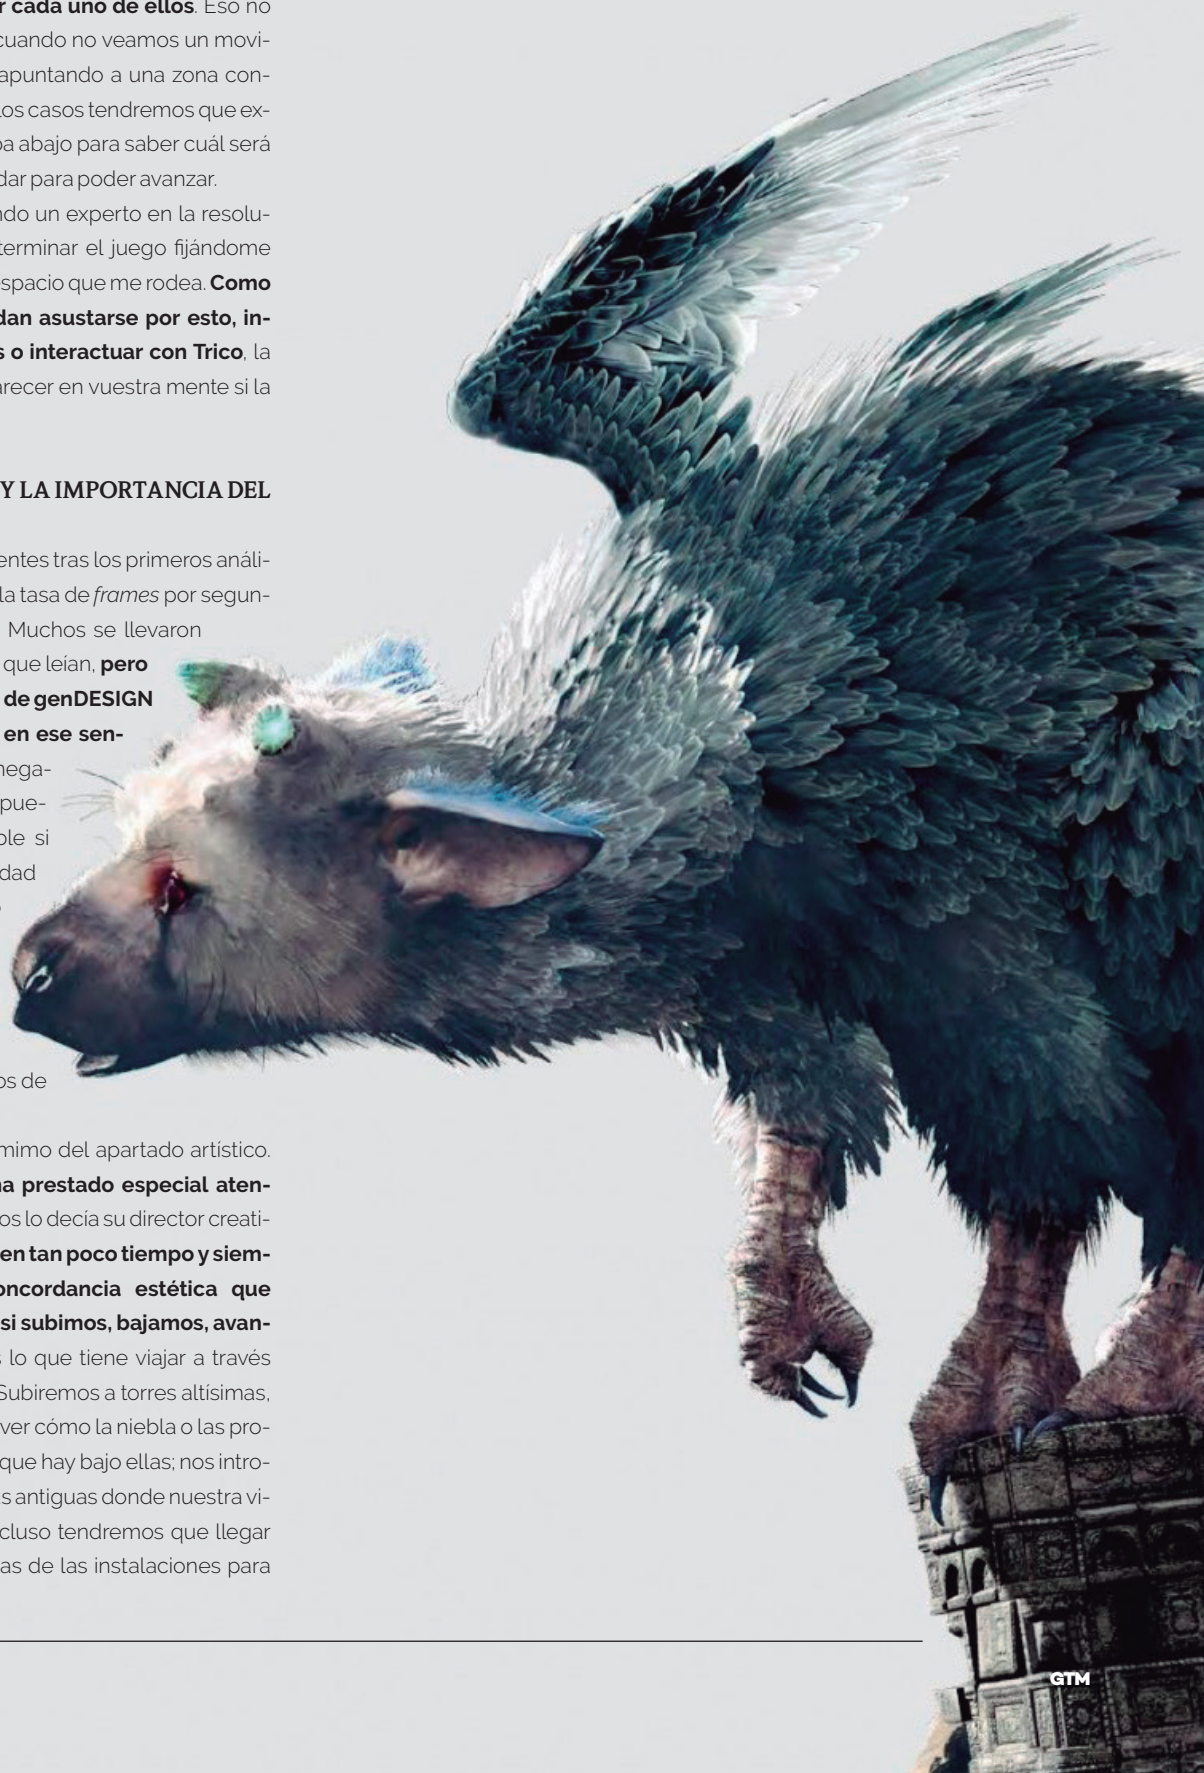 r cada uno de ellos. Eso no
cuando no veamos un movi-
apuntando a una zona con-
los casos tendremos que ex-
ba abajo para saber cuál será
dar para poder avanzar.
ndo un experto en la resolu-
terminar el juego fijándome
spacio que me rodea. Como
dan asustarse por esto, in-
s o interactuar con Trico, la
arecer en vuestra mente si la
Y LA IMPORTANCIA DEL
entes tras los primeros análi-
la tasa de frames por segun-
Muchos se llevaron
que leían, pero
de genDESIGN
en ese sen-
nega-
pue-
ble si
dad
os de
mimo del apartado artístico.
ha prestado especial aten-
os lo decía su director creati-
en tan poco tiempo y siem-
oncordancia estética que
si subimos, bajamos, avan-
s lo que tiene viajar a través
Subiremos a torres altísimas,
ver cómo la niebla o las pro-
que hay bajo ellas; nos intro-
s antiguas donde nuestra vi-
cluso tendremos que llegar
as de las instalaciones para
GTM